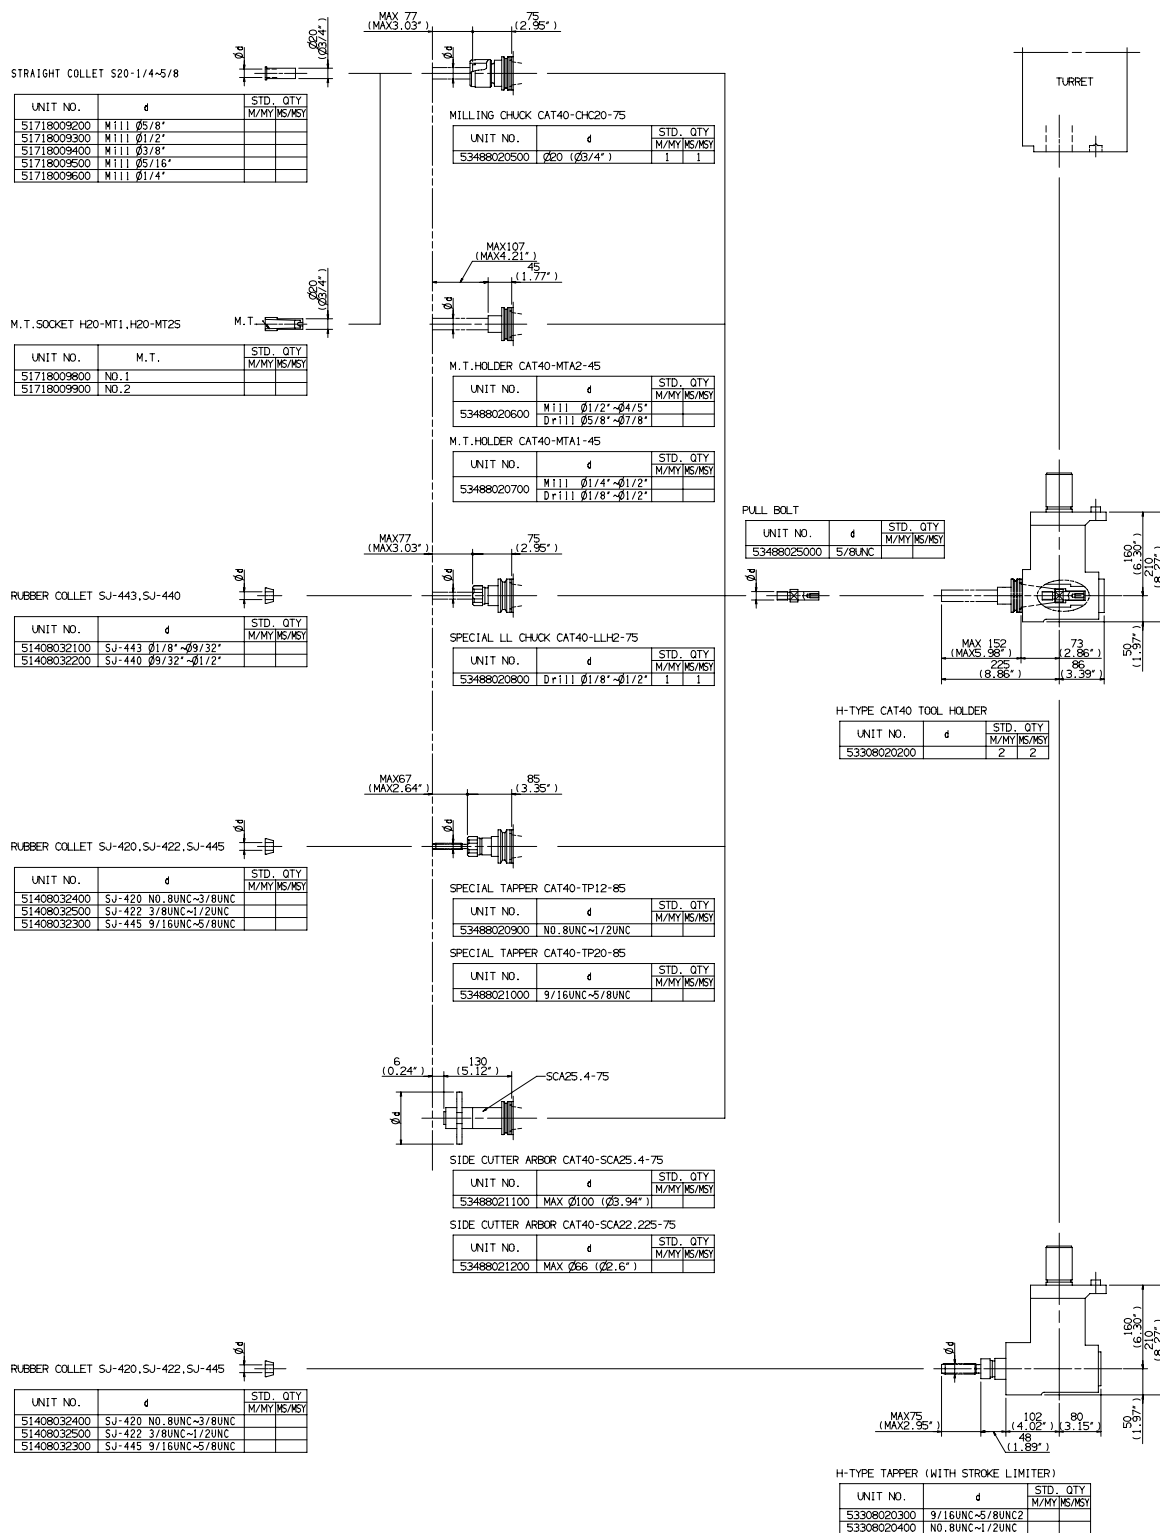 MAX 77
(MAX3.03")
75
(2.95")
Ød
Ø20
(Ø3/4")
Ød
STRAIGHT COLLET S20-1/4~5/8
UNIT NO. d STD. QTY
M/MY MS/MSY
51718009200 Mill Ø5/8"
51718009300 Mill Ø1/2"
51718009400 Mill Ø3/8"
51718009500 Mill Ø5/16"
51718009600 Mill Ø1/4"
MILLING CHUCK CAT40-CHC20-75
UNIT NO. d STD. QTY
M/MY MS/MSY
53488020500 Ø20 (Ø3/4") 1 1
TURRET
MAX107
(MAX4.21")
45
(1.77")
Ø20
(Ø3/4")
Ød
M.T.SOCKET H20-MT1,H20-MT2S
M.T.
UNIT NO. M.T. STD. QTY
M/MY MS/MSY
51718009800 NO.1
51718009900 NO.2
M.T.HOLDER CAT40-MTA2-45
UNIT NO. d STD. QTY
M/MY MS/MSY
53488020600 Mill Ø1/2"~Ø4/5"
Drill Ø5/8"~Ø7/8"
M.T.HOLDER CAT40-MTA1-45
UNIT NO. d STD. QTY
M/MY MS/MSY
53488020700 Mill Ø1/4"~Ø1/2"
Drill Ø1/8"~Ø1/2"
PULL BOLT
UNIT NO. d STD. QTY
M/MY MS/MSY
53488025000 5/8UNC
Ød
MAX77
(MAX3.03")
75
(2.95")
Ød
Ød
RUBBER COLLET SJ-443,SJ-440
UNIT NO. d STD. QTY
M/MY MS/MSY
51408032100 SJ-443 Ø1/8"~Ø9/32"
51408032200 SJ-440 Ø9/32"~Ø1/2"
SPECIAL LL CHUCK CAT40-LLH2-75
UNIT NO. d STD. QTY
M/MY MS/MSY
53488020800 Drill Ø1/8"~Ø1/2" 1 1
160
(6.30")
210
(8.27")
50
(1.97")
MAX 152
(MAX5.98")
73
(2.86")
225
(8.86")
86
(3.39")
H-TYPE CAT40 TOOL HOLDER
UNIT NO. d STD. QTY
M/MY MS/MSY
53308020200 2 2
MAX67
(MAX2.64")
85
(3.35")
Ød
Ød
RUBBER COLLET SJ-420,SJ-422,SJ-445
UNIT NO. d STD. QTY
M/MY MS/MSY
51408032400 SJ-420 NO.8UNC~3/8UNC
51408032500 SJ-422 3/8UNC~1/2UNC
51408032300 SJ-445 9/16UNC~5/8UNC
SPECIAL TAPPER CAT40-TP12-85
UNIT NO. d STD. QTY
M/MY MS/MSY
53488020900 NO.8UNC~1/2UNC
SPECIAL TAPPER CAT40-TP20-85
UNIT NO. d STD. QTY
M/MY MS/MSY
53488021000 9/16UNC~5/8UNC
6
(0.24")
130
(5.12")
SCA25.4-75
Ød
SIDE CUTTER ARBOR CAT40-SCA25.4-75
UNIT NO. d STD. QTY
M/MY MS/MSY
53488021100 MAX Ø100 (Ø3.94")
SIDE CUTTER ARBOR CAT40-SCA22.225-75
UNIT NO. d STD. QTY
M/MY MS/MSY
53488021200 MAX Ø66 (Ø2.6")
RUBBER COLLET SJ-420,SJ-422,SJ-445
Ød
UNIT NO. d STD. QTY
M/MY MS/MSY
51408032400 SJ-420 NO.8UNC~3/8UNC
51408032500 SJ-422 3/8UNC~1/2UNC
51408032300 SJ-445 9/16UNC~5/8UNC
Ød
160
(6.30")
210
(8.27")
50
(1.97")
MAX75
(MAX2.95")
102
(4.02")
80
(3.15")
48
(1.89")
H-TYPE TAPPER (WITH STROKE LIMITER)
UNIT NO. d STD. QTY
M/MY MS/MSY
53308020300 9/16UNC~5/8UNC2
53308020400 NO.8UNC~1/2UNC